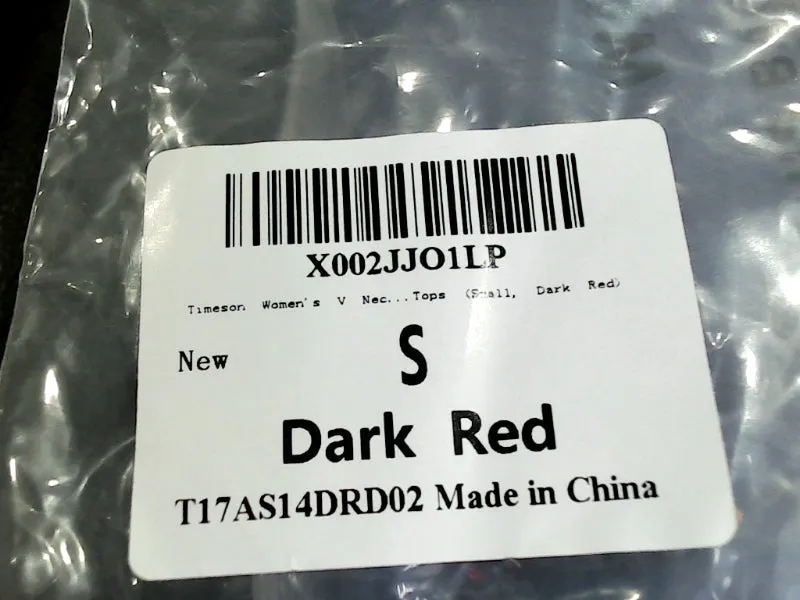 X002JJO1LP
Timeson Women's V Nec...Tops (Small, Dark Red)
New
S
Dark Red
T17AS14DRD02 Made in China